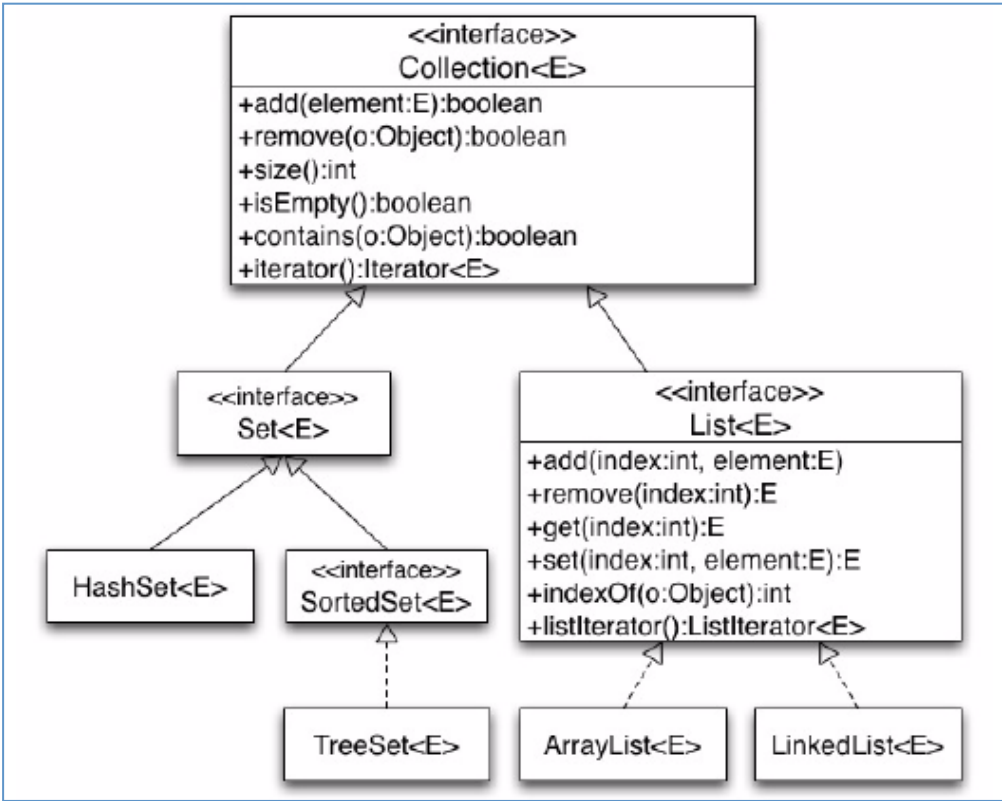 <<interface>>
Collection<E>
+add(element:E):boolean
+remove(o:Object):boolean
+size():int
+isEmpty():boolean
+contains(o:Object):boolean
+iterator():Iterator<E>
<<interface>>
Set<E>
<<interface>>
List<E>
+add(index:int, element:E)
+remove(index:int):E
+get(index:int):E
+set(index:int, element:E):E
+indexOf(o:Object):int
+listIterator():ListIterator<E>
HashSet<E>
<<interface>>
SortedSet<E>
TreeSet<E>
ArrayList<E>
LinkedList<E>